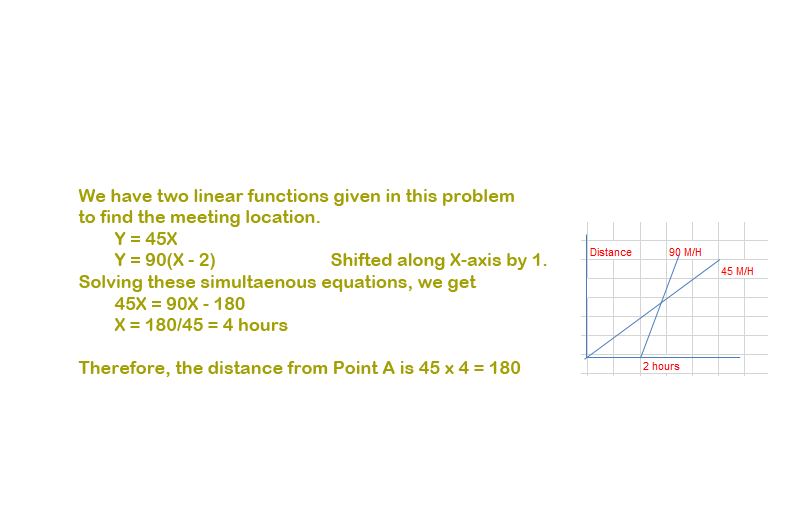 We have two linear functions given in this problem
to find the meeting location.
Y = 45X
Y = 90(X - 2) Shifted along X-axis by 1.
Solving these simultaenous equations, we get
45X = 90X - 180
X = 180/45 = 4 hours
Therefore, the distance from Point A is 45 x 4 = 180
Distance
90 M/H
45 M/H
2 hours